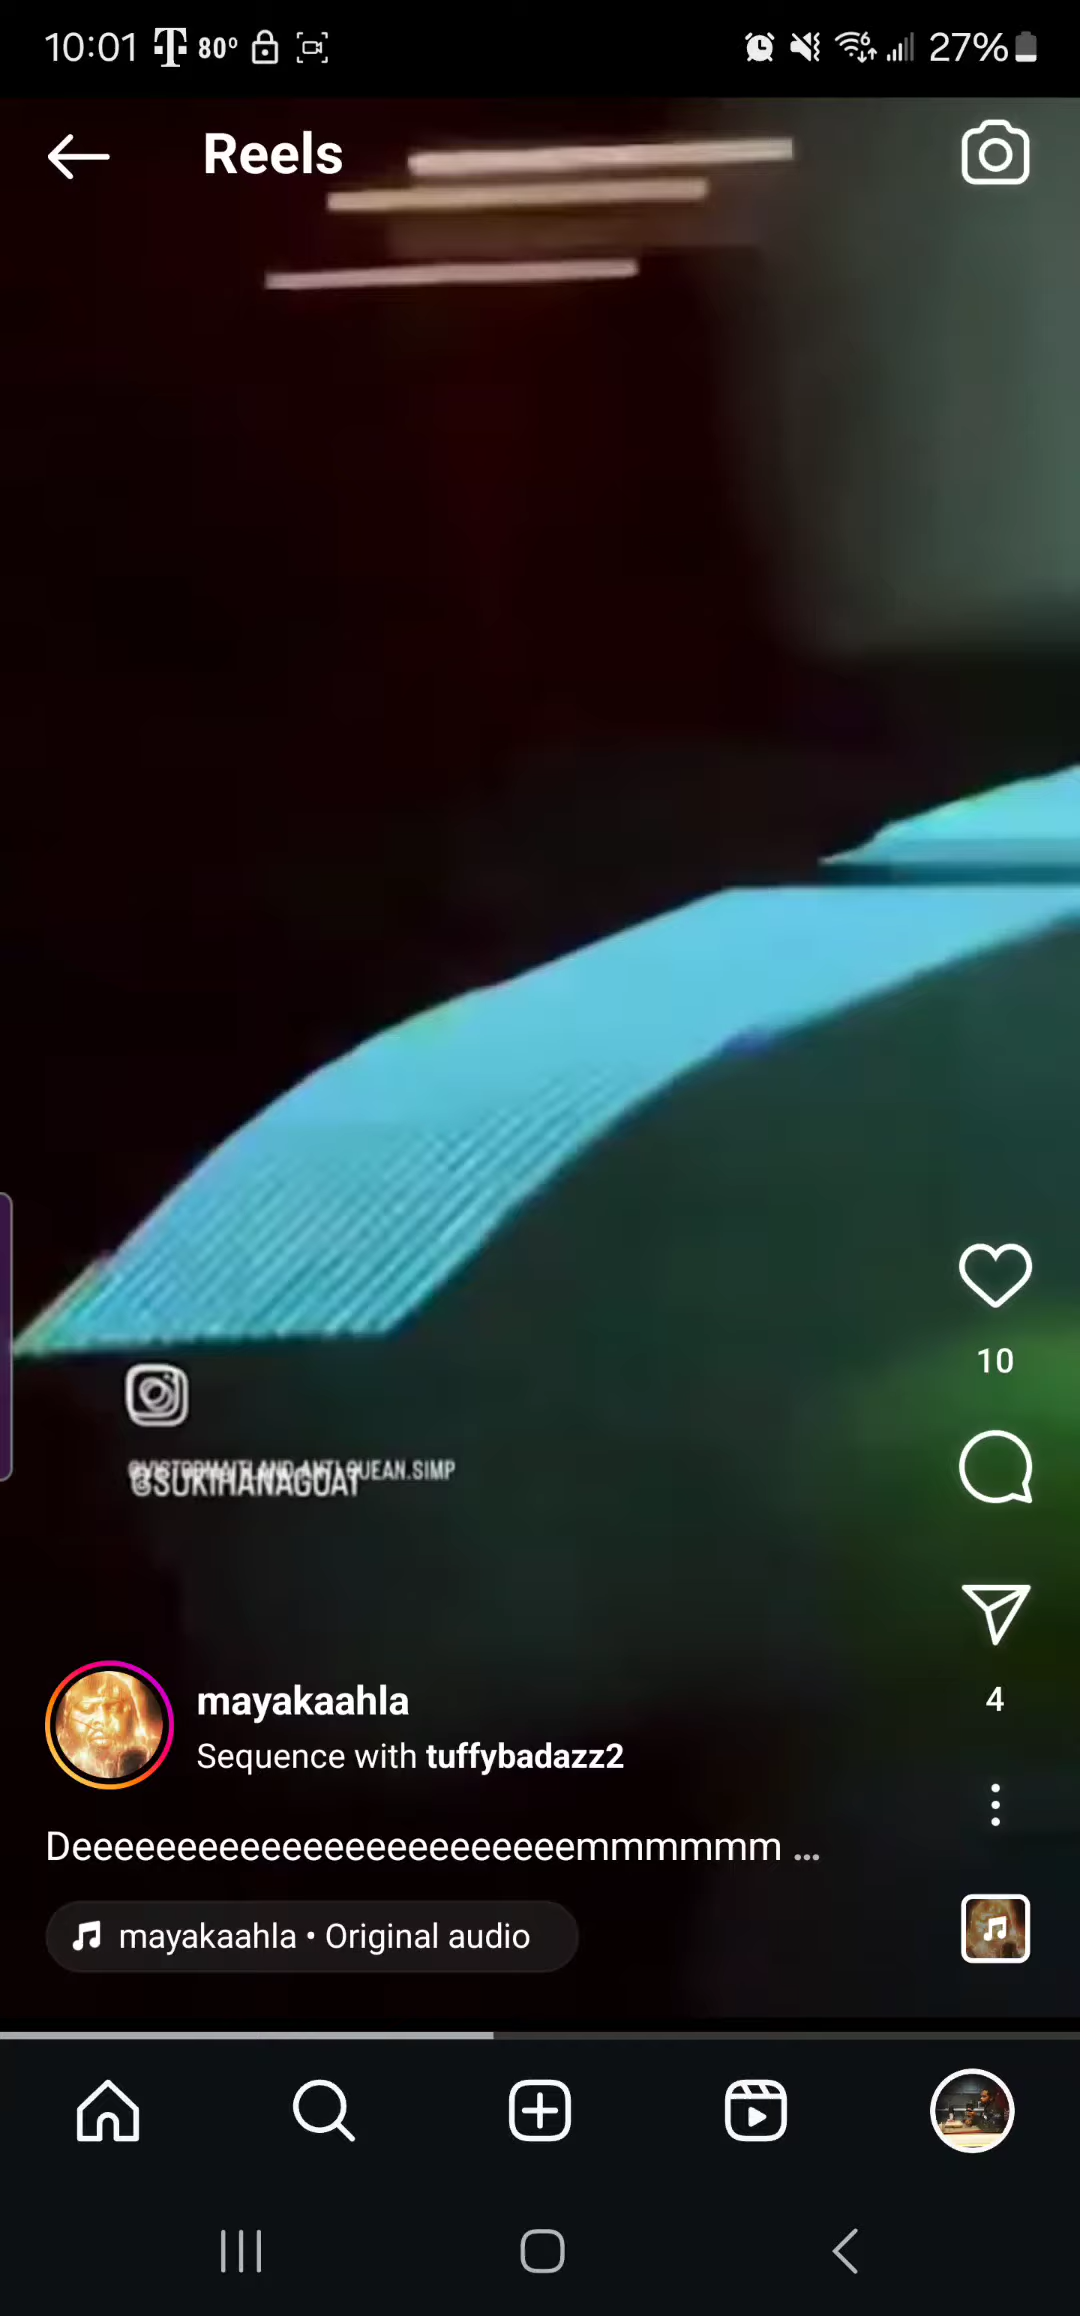 10:01 T 80° 27%
Reels
10
@SUKIHANAGOAT
4
mayakaahla
Sequence with tuffybadazz2
Deeeeeeeeeeeeeeeeeeeeeeeemmmmmm ...
mayakaahla • Original audio